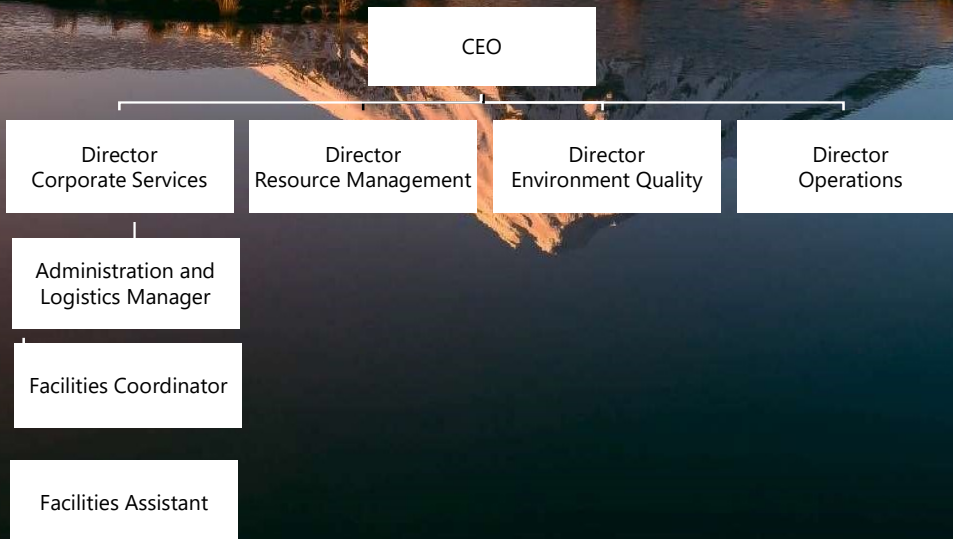 CEO
Director
Corporate Services
Director
Resource Management
Director
Environment Quality
Director
Operations
Administration and
Logistics Manager
Facilities Coordinator
Facilities Assistant